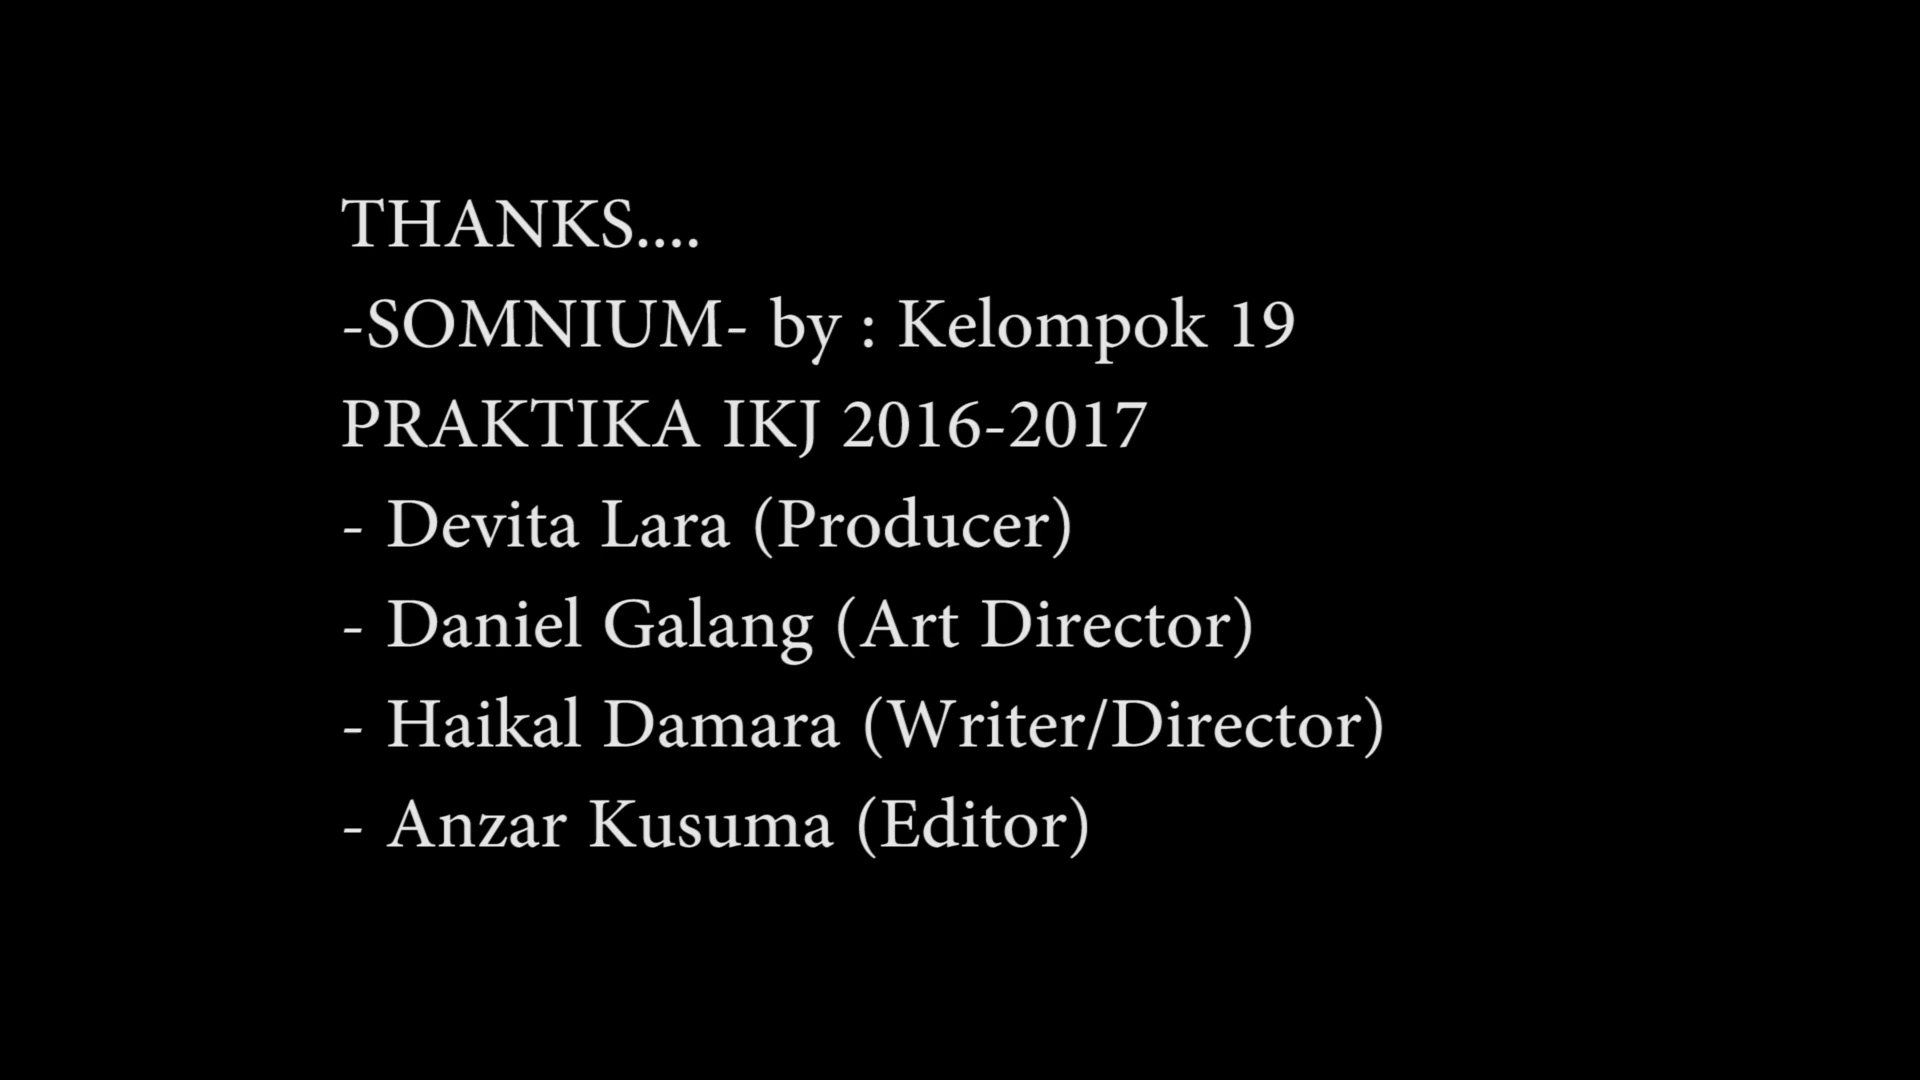 THANKS....
-SOMNIUM- by : Kelompok 19
PRAKTIKA IKJ 2016-2017
- Devita Lara (Producer)
- Daniel Galang (Art Director)
- Haikal Damara (Writer/Director)
- Anzar Kusuma (Editor)